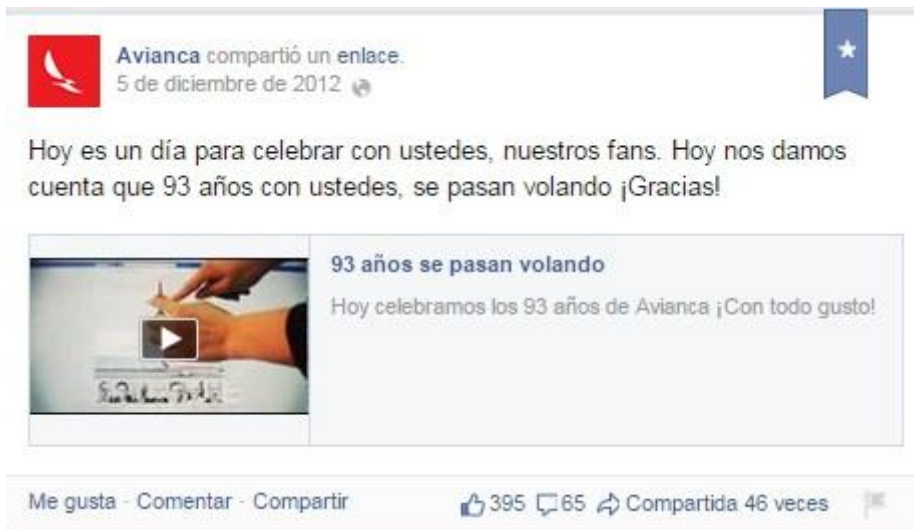 Avianca compartió un enlace.
5 de diciembre de 2012
Hoy es un día para celebrar con ustedes, nuestros fans. Hoy nos damos
cuenta que 93 años con ustedes, se pasan volando ¡Gracias!
93 años se pasan volando
Hoy celebramos los 93 años de Avianca ¡Con todo gusto!
Me gusta · Comentar · Compartir 395 65 Compartida 46 veces